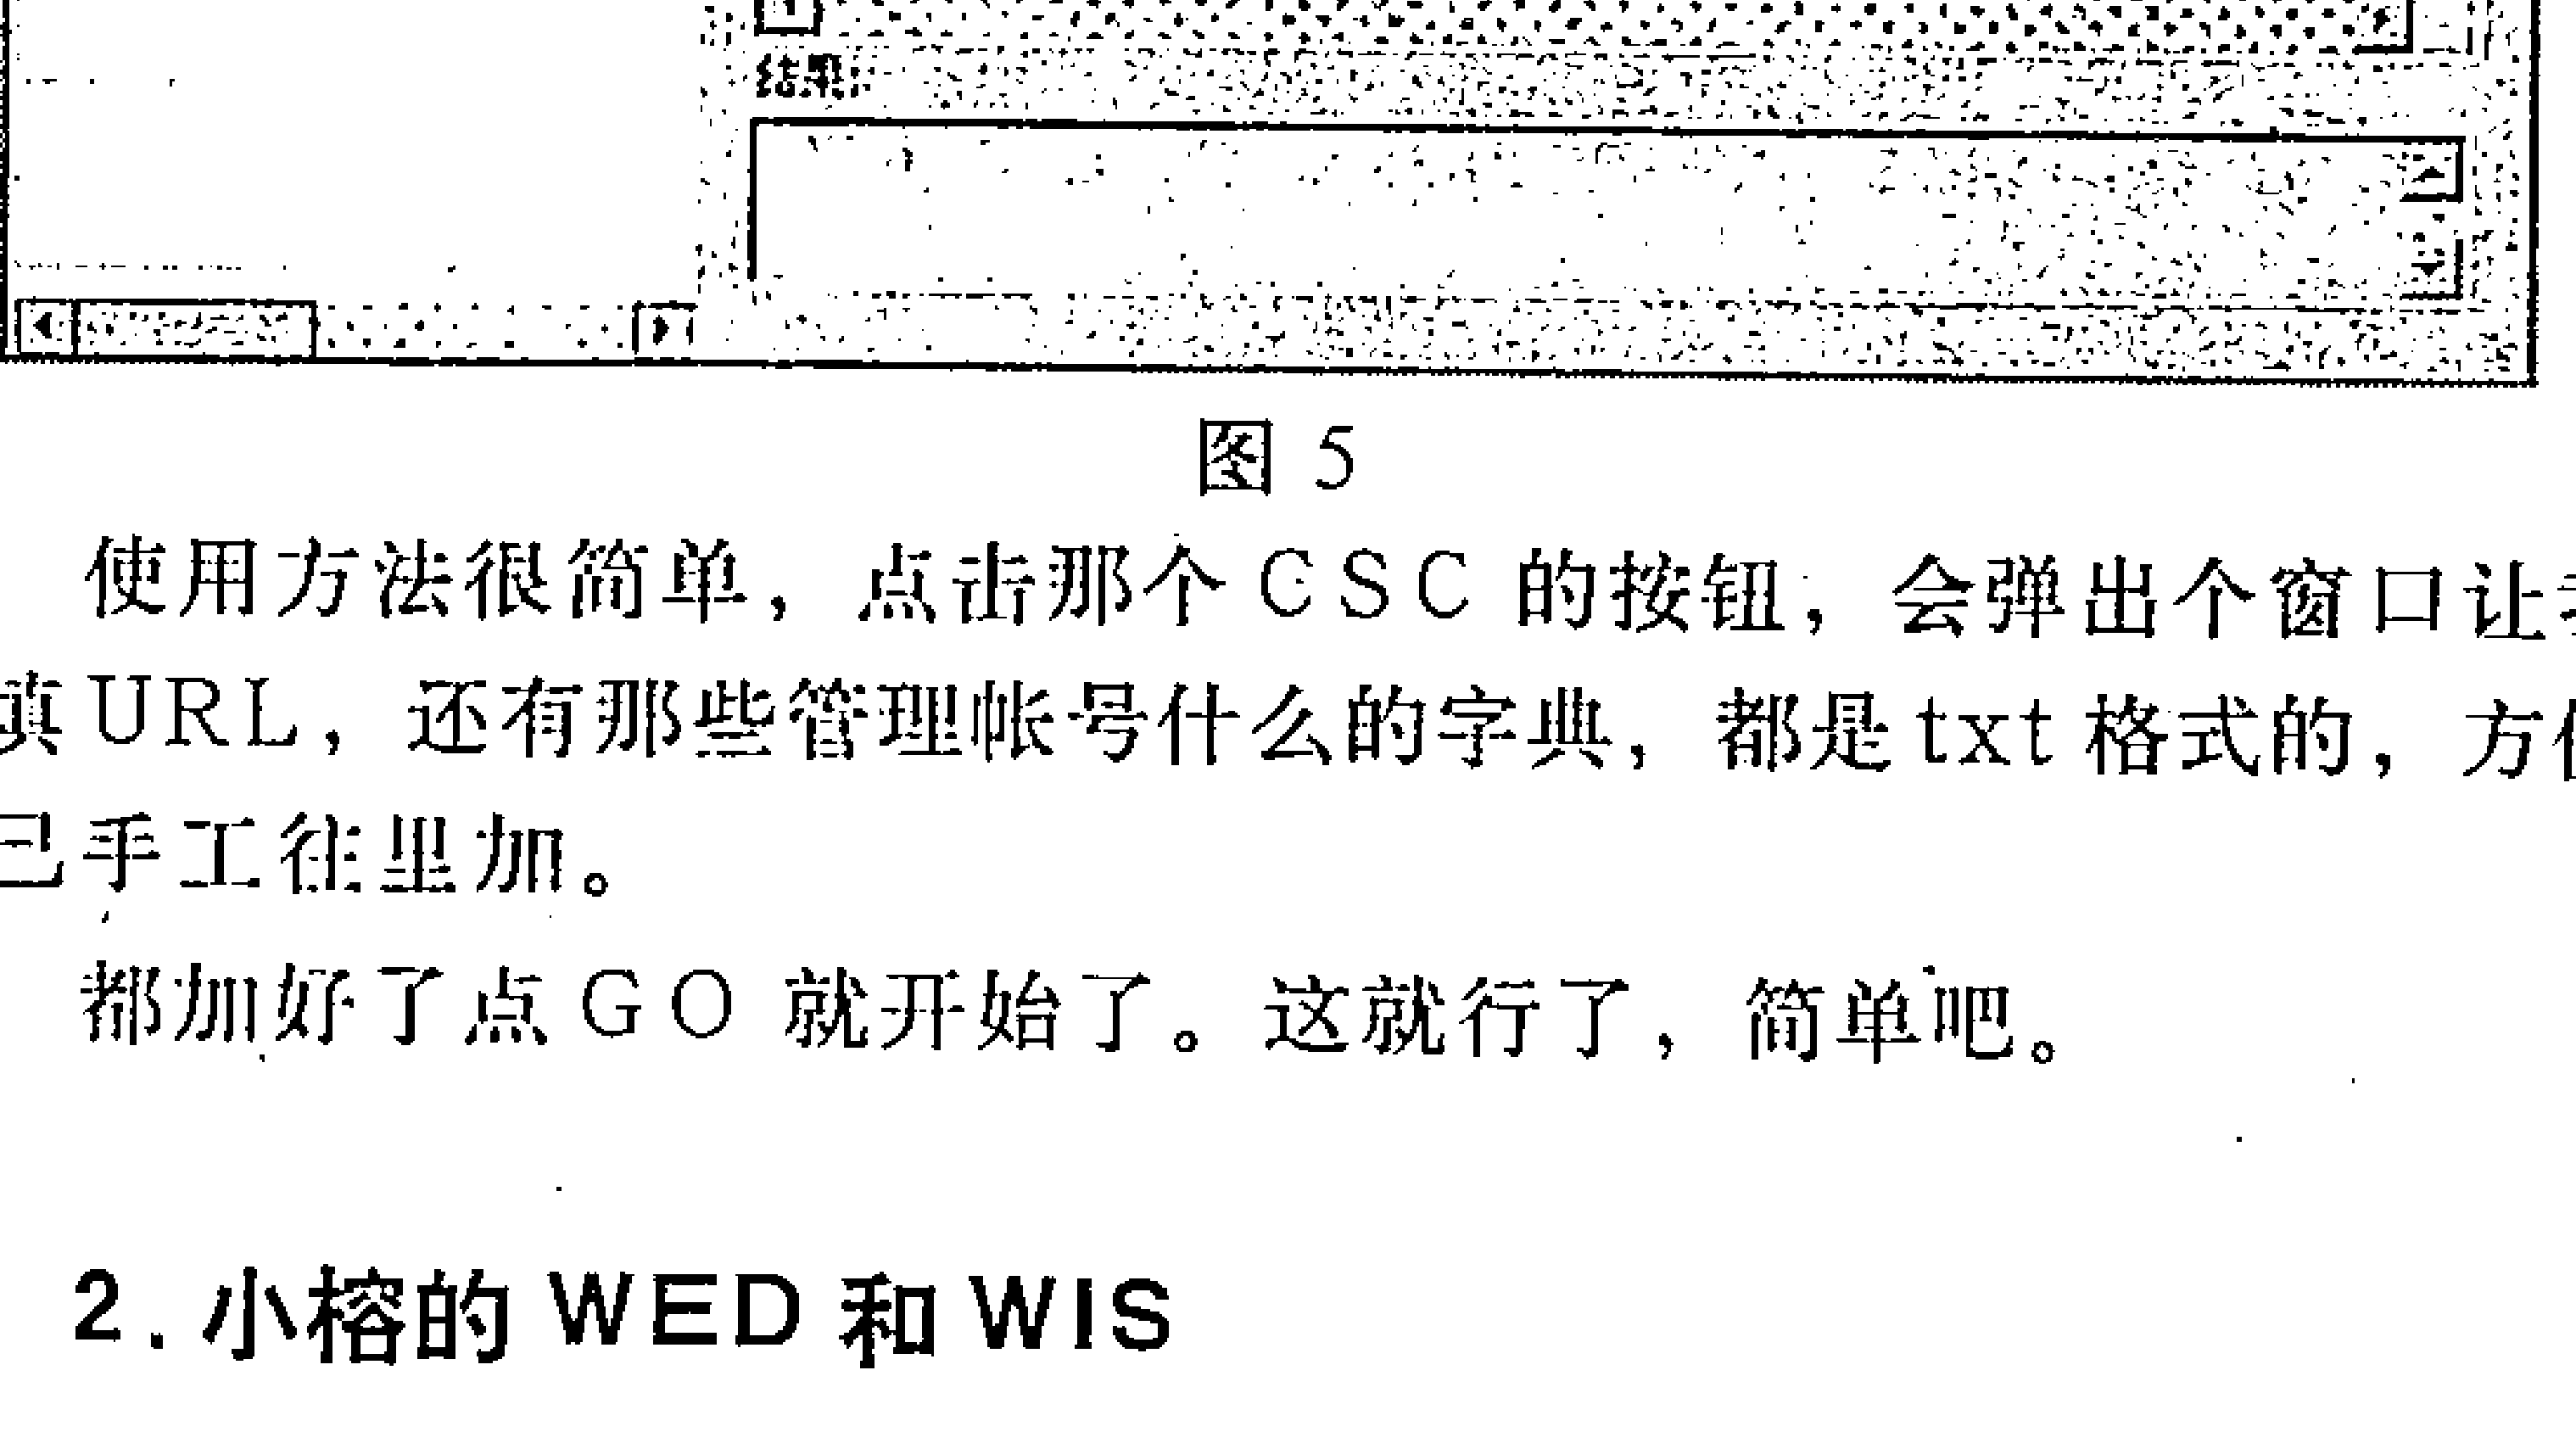 结果:
图 5
使用方法很简单，点击那个 CSC 的按钮，会弹出个窗口让
填 URL，还有那些管理帐号什么的字典，都是 txt 格式的，方
己手工往里加。
都加好了点 GO 就开始了。这就行了，简单吧。
2.小榕的 WED 和 WIS